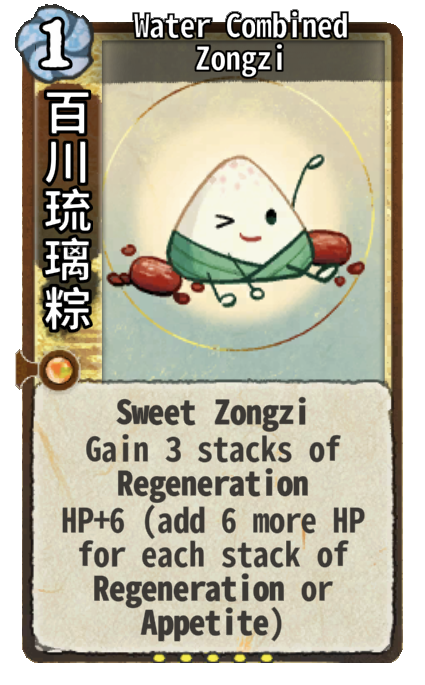 1
Water Combined
Zongzi
百川琉璃粽
Sweet Zongzi
Gain 3 stacks of
Regeneration
HP+6 (add 6 more HP
for each stack of
Regeneration or
Appetite)